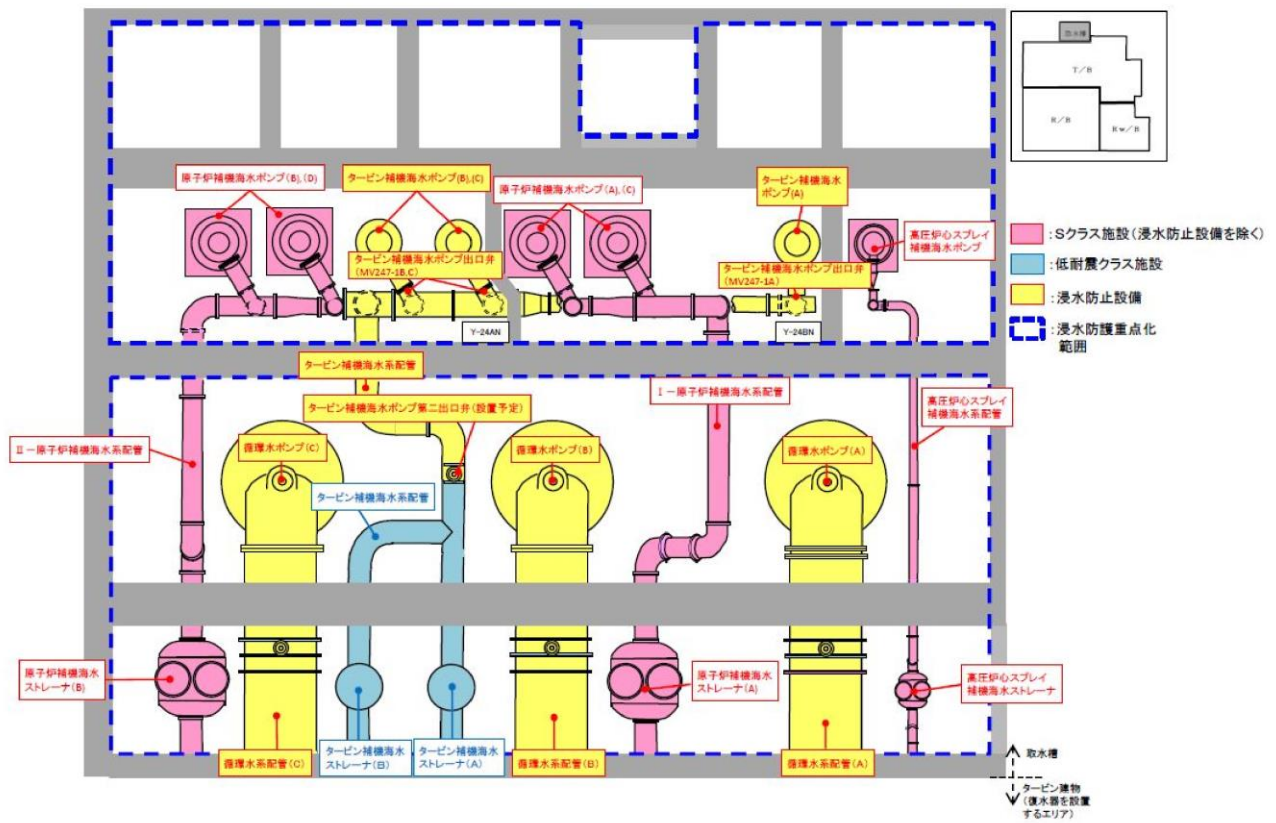 取水槽
T/B
R/B
Rw/B
原子炉補機海水ポンプ(B),(D)
タービン補機海水ポンプ(B),(C)
原子炉補機海水ポンプ(A),(C)
タービン補機海水
ポンプ(A)
高圧炉心スプレイ
補機海水ポンプ
タービン補機海水ポンプ出口弁
(MV247-1B,C)
タービン補機海水ポンプ出口弁
(MV247-1A)
:Sクラス施設(浸水防止設備を除く)
:低耐震クラス施設
:浸水防止設備
:浸水防護重点化
範囲
Y-24AN
Y-24BN
タービン補機海水系配管
タービン補機海水ポンプ第二出口弁(設置予定)
Ⅰ-原子炉補機海水系配管
高圧炉心スプレイ
補機海水系配管
Ⅱ-原子炉補機海水系配管
循環水ポンプ(C)
循環水ポンプ(B)
循環水ポンプ(A)
タービン補機海水系配管
原子炉補機海水
ストレーナ(B)
原子炉補機海水
ストレーナ(A)
高圧炉心スプレイ
補機海水ストレーナ
循環水系配管(C)
タービン補機海水
ストレーナ(B)
タービン補機海水
ストレーナ(A)
循環水系配管(B)
循環水系配管(A)
取水槽
タービン建物
(復水器を設置
するエリア)